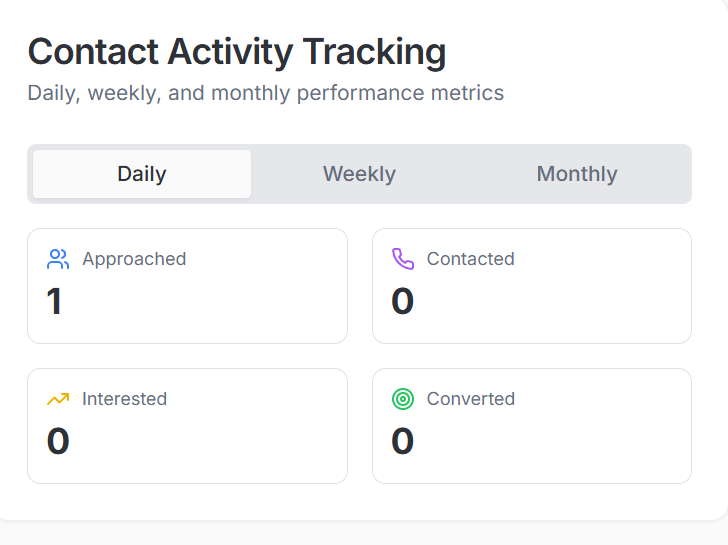 Contact Activity Tracking
Daily, weekly, and monthly performance metrics
Daily Weekly Monthly
Approached Contacted
1 0
Interested Converted
0 0